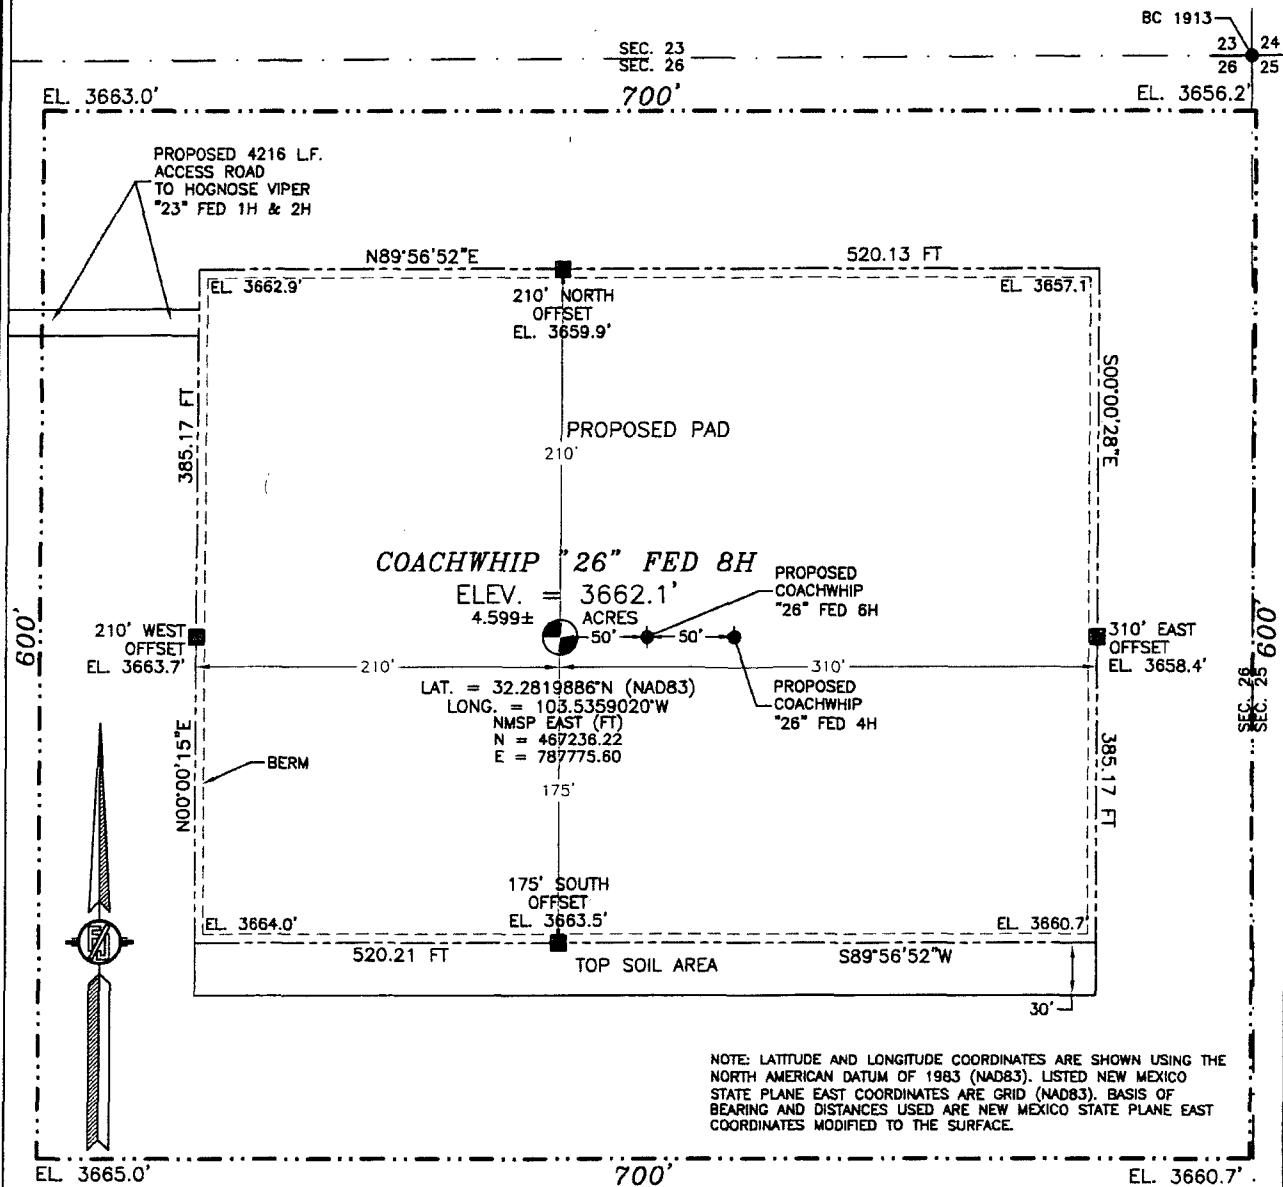 BC 1913
SEC. 23
SEC. 26
23 24
26 25
EL. 3663.0'
700'
EL. 3656.2'
PROPOSED 4216 L.F.
ACCESS ROAD
TO HOGNOSE VIPER
"23" FED 1H & 2H
N89°56'52"E
520.13 FT
EL. 3662.9'
210' NORTH
OFFSET
EL. 3659.9'
EL. 3657.1'
385.17 FT
S00°00'28"E
PROPOSED PAD
210'
COACHWHIP "26" FED 8H
ELEV. = 3662.1'
4.599± ACRES
PROPOSED
COACHWHIP
"26" FED 6H
50'
50'
600'
210' WEST
OFFSET
EL. 3663.7'
310' EAST
OFFSET
EL. 3658.4'
600'
210'
310'
LAT. = 32.2819886°N (NAD83)
LONG. = 103.5359020°W
NMSP EAST (FT)
N = 467236.22
E = 787775.60
PROPOSED
COACHWHIP
"26" FED 4H
SEC. 26
SEC. 25
N00°00'15"E
BERM
175'
385.17 FT
175' SOUTH
OFFSET
EL. 3663.5'
EL. 3664.0'
EL. 3660.7'
520.21 FT
TOP SOIL AREA
S89°56'52"W
30'
NOTE: LATITUDE AND LONGITUDE COORDINATES ARE SHOWN USING THE
NORTH AMERICAN DATUM OF 1983 (NAD83). LISTED NEW MEXICO
STATE PLANE EAST COORDINATES ARE GRID (NAD83). BASIS OF
BEARING AND DISTANCES USED ARE NEW MEXICO STATE PLANE EAST
COORDINATES MODIFIED TO THE SURFACE.
EL. 3665.0'
700'
EL. 3660.7'